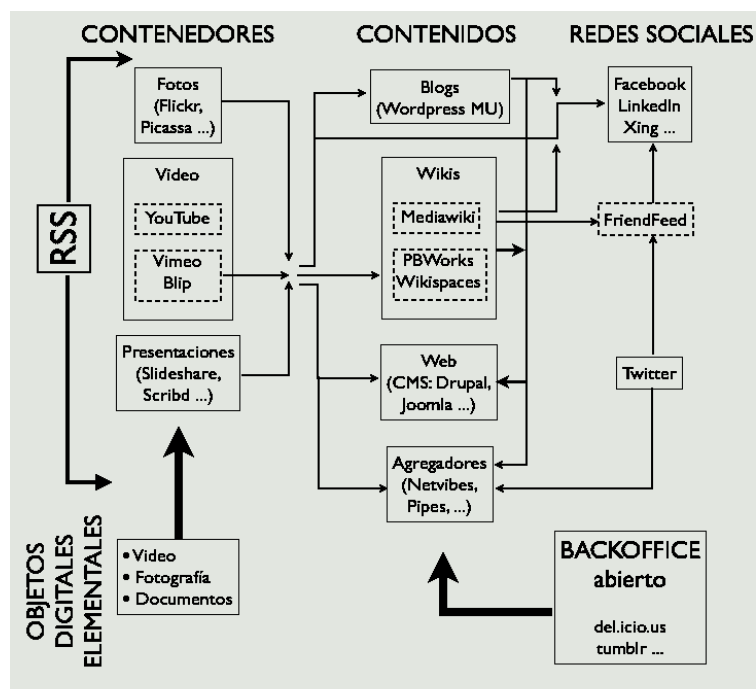 CONTENEDORES
CONTENIDOS
REDES SOCIALES
RSS
Fotos
(Flickr,
Picassa ...)
Video
YouTube
Vimeo
Blip
Presentaciones
(Slideshare,
Scribd ...)
Blogs
(Wordpress MU)
Wikis
Mediawiki
PBWorks
Wikispaces
Web
(CMS: Drupal,
Joomla ...)
Agregadores
(Netvibes,
Pipes, ...)
Facebook
LinkedIn
Xing ...
FriendFeed
Twitter
OBJETOS
DIGITALES
ELEMENTALES
• Video
• Fotografía
• Documentos
BACKOFFICE
abierto
del.icio.us
tumblr ...